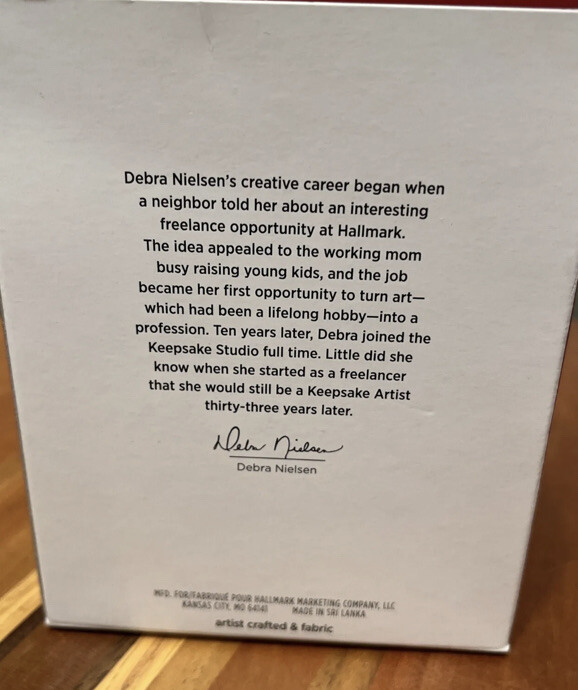 Debra Nielsen's creative career began when
a neighbor told her about an interesting
freelance opportunity at Hallmark.
The idea appealed to the working mom
busy raising young kids, and the job
became her first opportunity to turn art—
which had been a lifelong hobby—into a
profession. Ten years later, Debra joined the
Keepsake Studio full time. Little did she
know when she started as a freelancer
that she would still be a Keepsake Artist
thirty-three years later.
Debra Nielsen
Debra Nielsen
MFD. FOR/FABRIQUÉ POUR HALLMARK MARKETING COMPANY, LLC
KANSAS CITY, MO 64141 MADE IN SRI LANKA
artist crafted & fabric